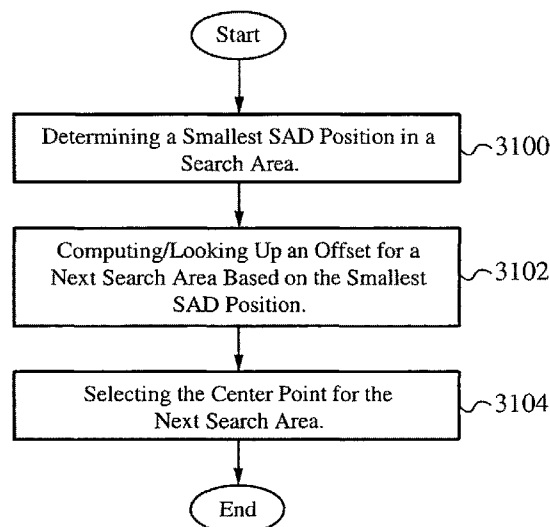 Start
Determining a Smallest SAD Position in a
Search Area.
3100
Computing/Looking Up an Offset for a
Next Search Area Based on the Smallest
SAD Position.
3102
Selecting the Center Point for the
Next Search Area.
3104
End